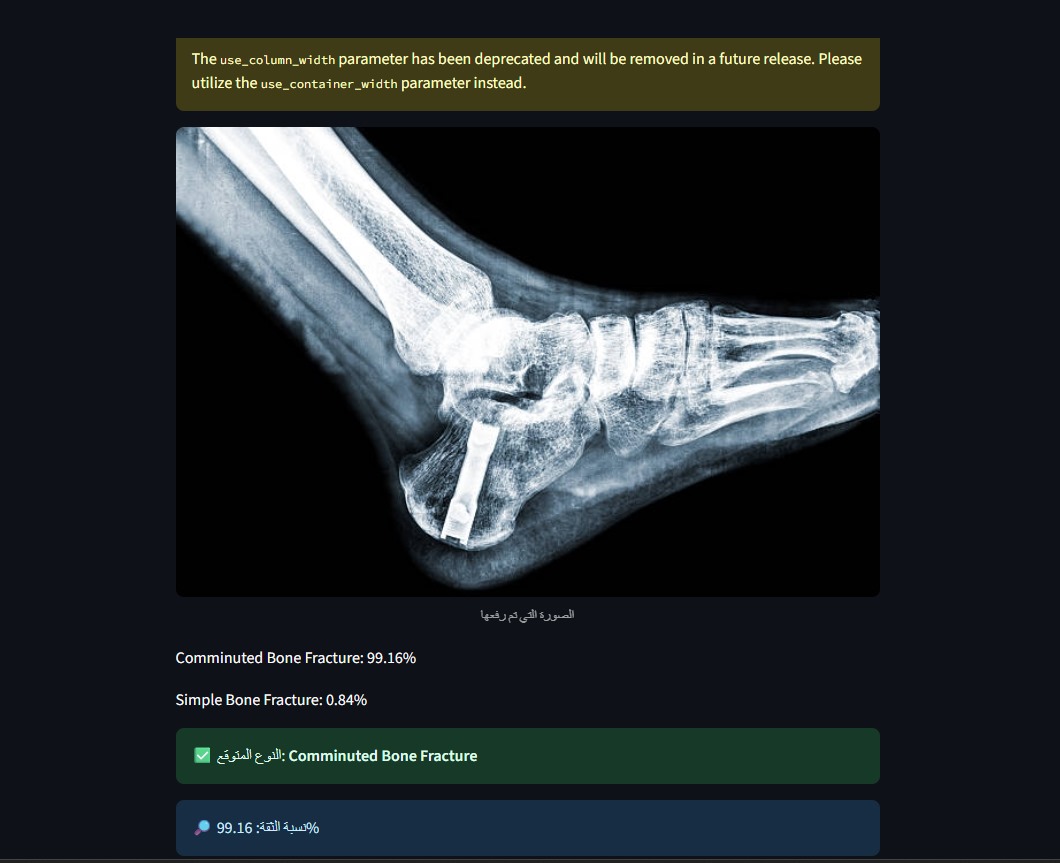 The use_column_width parameter has been deprecated and will be removed in a future release. Please
utilize the use_container_width parameter instead.
الصورة التي تم رفعها
Comminuted Bone Fracture: 99.16%
Simple Bone Fracture: 0.84%
✅ النوع المتوقع: Comminuted Bone Fracture
🔎 نسبة الثقة: 99.16%